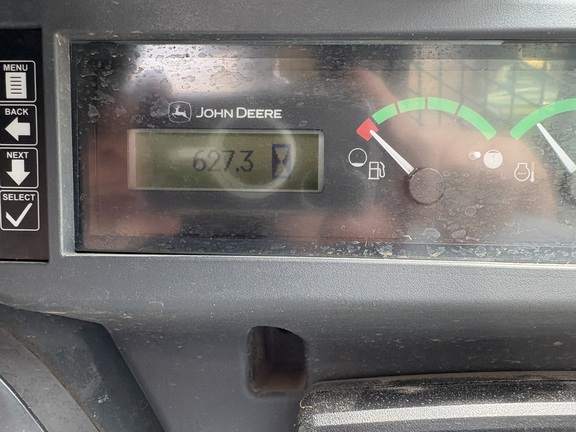 MENU
BACK
NEXT
SELECT
JOHN DEERE
627.3